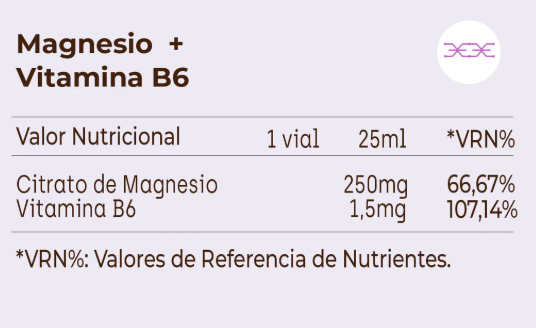 Magnesio +
Vitamina B6
Valor Nutricional 1 vial 25ml *VRN%
Citrato de Magnesio 250mg 66,67%
Vitamina B6 1,5mg 107,14%
*VRN%: Valores de Referencia de Nutrientes.